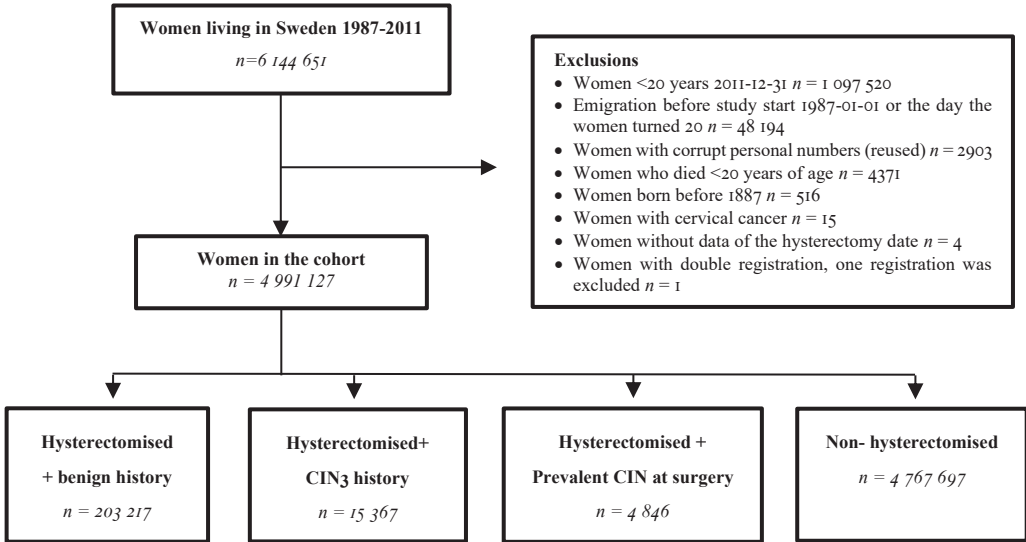 Women living in Sweden 1987-2011
n=6 144 651
Exclusions
• Women <20 years 2011-12-31 n = 1 097 520
• Emigration before study start 1987-01-01 or the day the
women turned 20 n = 48 194
• Women with corrupt personal numbers (reused) n = 2903
• Women who died <20 years of age n = 4371
• Women born before 1887 n = 516
• Women with cervical cancer n = 15
• Women without data of the hysterectomy date n = 4
• Women with double registration, one registration was
excluded n = 1
Women in the cohort
n = 4 991 127
Hysterectomised
+ benign history
n = 203 217
Hysterectomised+
CIN3 history
n = 15 367
Hysterectomised +
Prevalent CIN at surgery
n = 4 846
Non- hysterectomised
n = 4 767 697